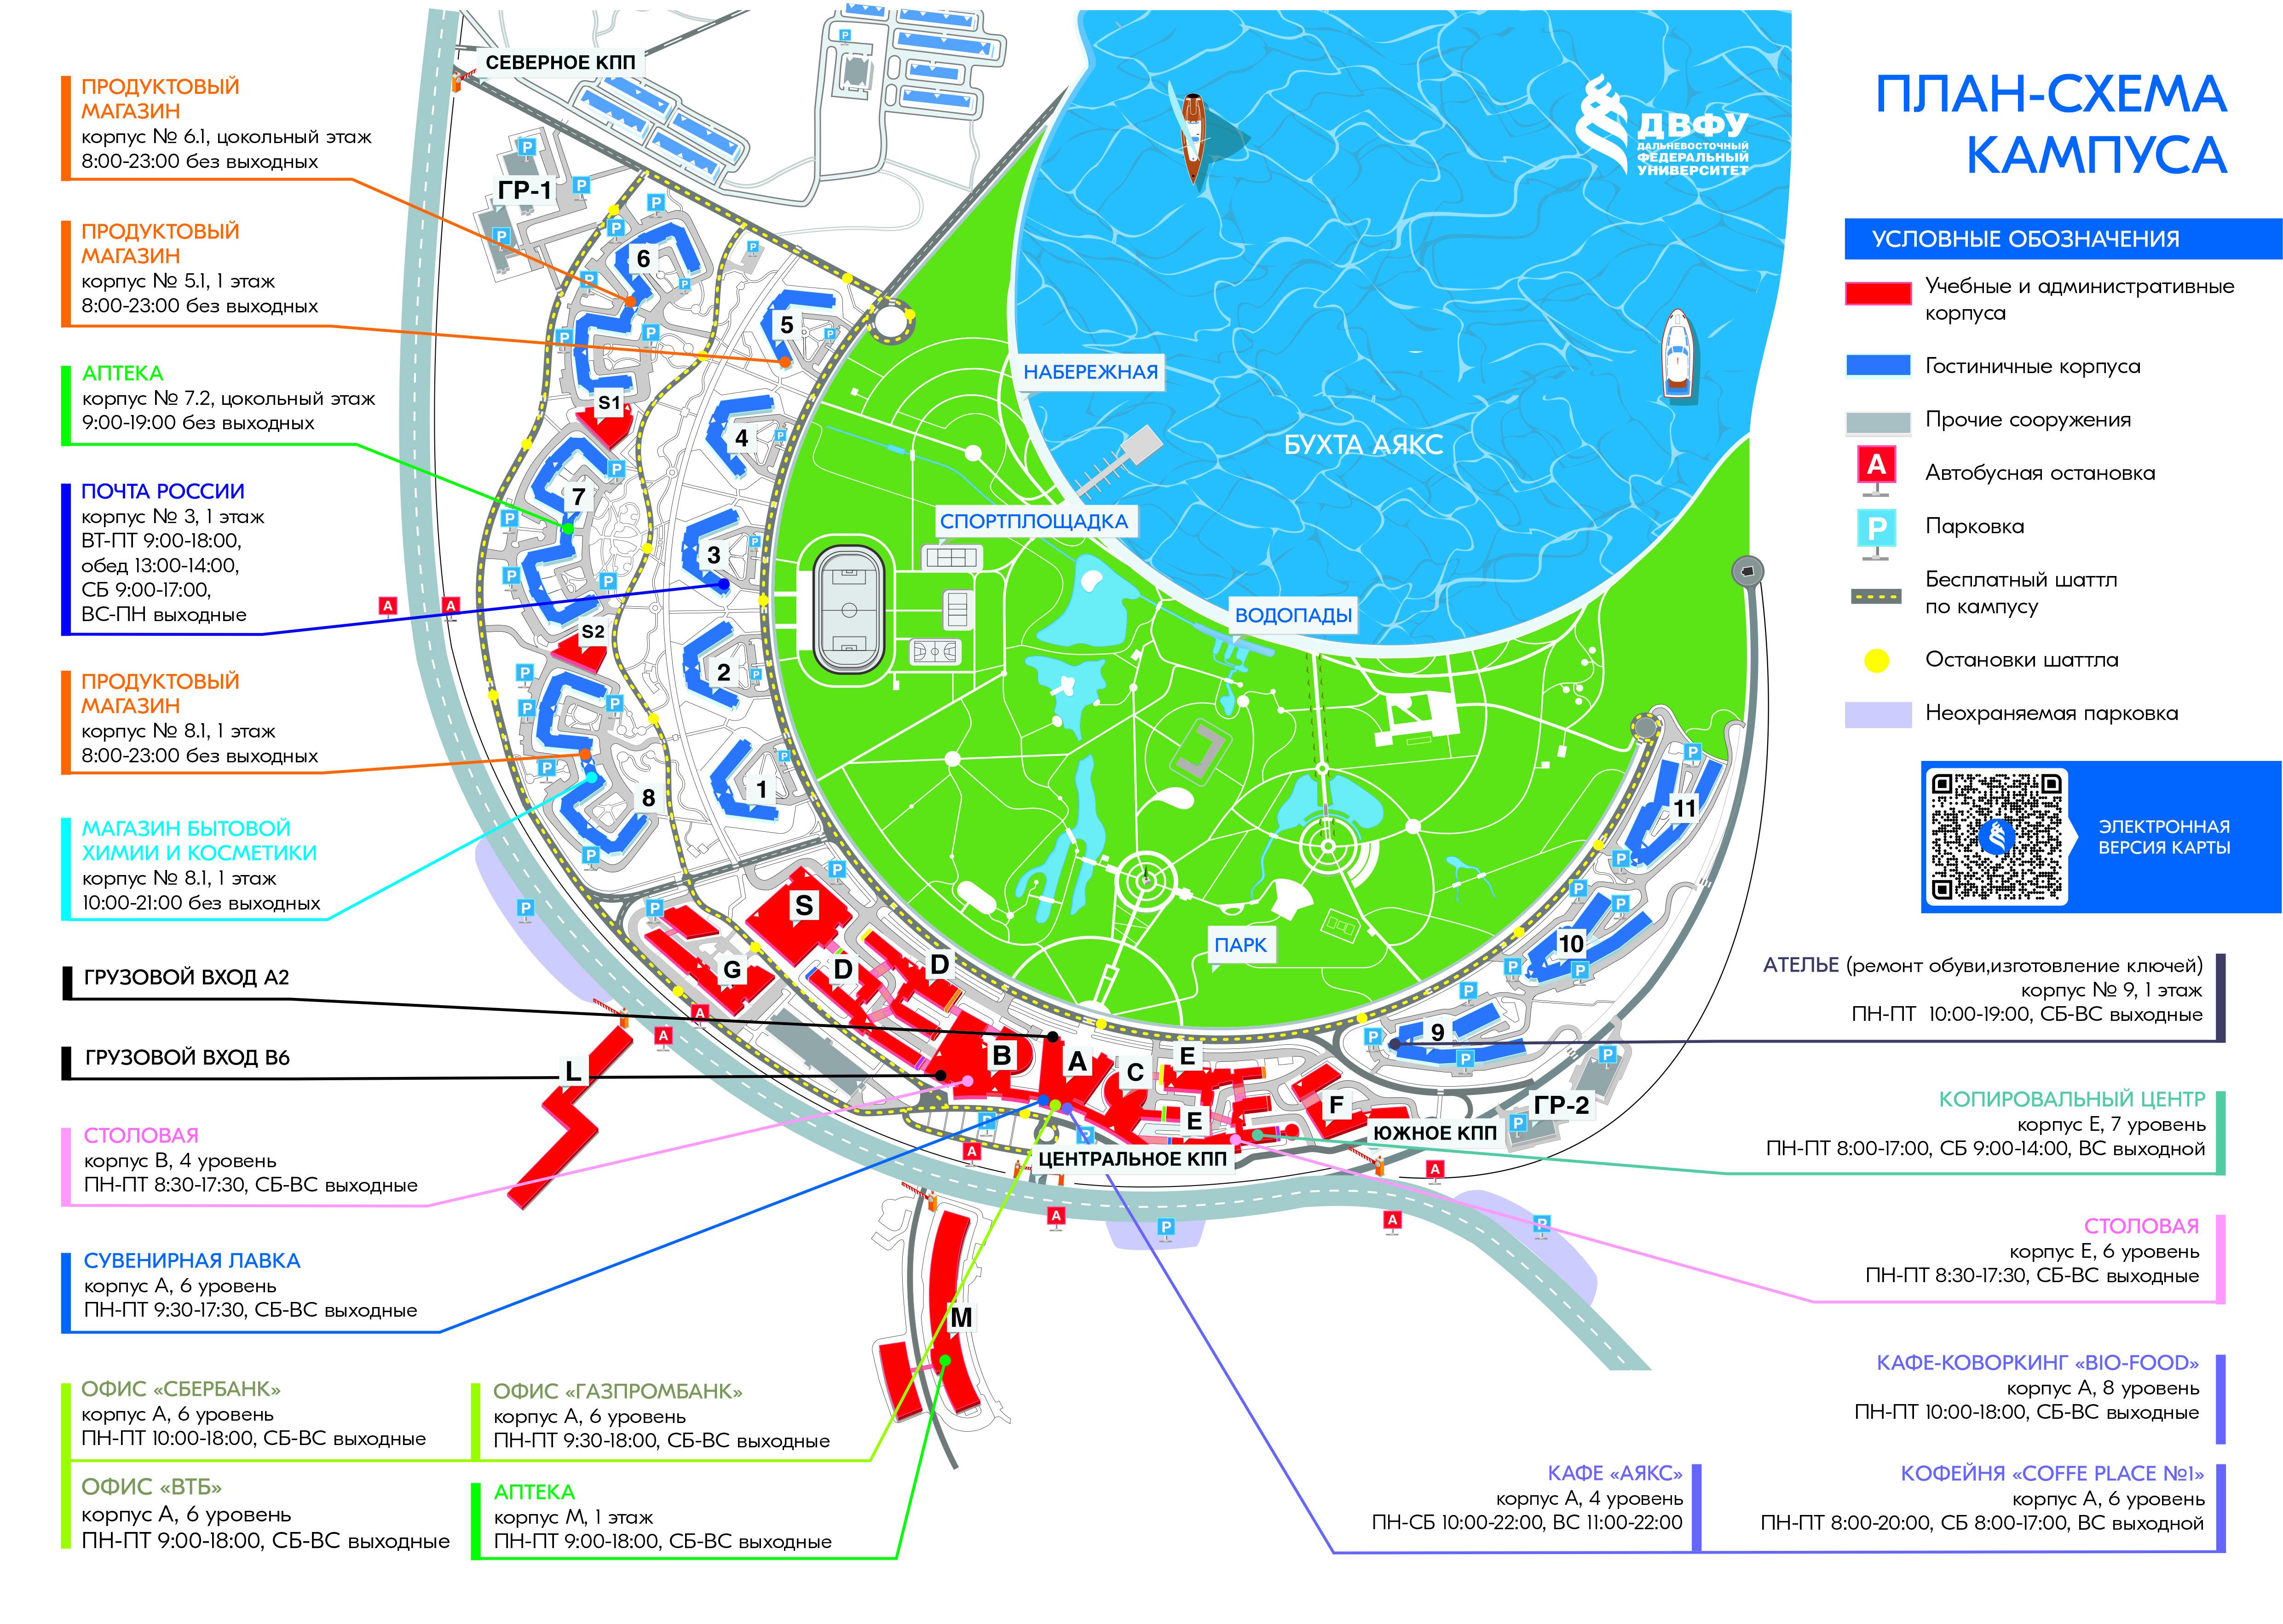 ПЛАН-СХЕМА
КАМПУСА
ДВФУ
ДАЛЬНЕВОСТОЧНЫЙ
ФЕДЕРАЛЬНЫЙ
УНИВЕРСИТЕТ
УСЛОВНЫЕ ОБОЗНАЧЕНИЯ
Учебные и административные
корпуса
Гостиничные корпуса
Прочие сооружения
A
Автобусная остановка
P
Парковка
Бесплатный шаттл
по кампусу
Остановки шаттла
Неохраняемая парковка
ЭЛЕКТРОННАЯ
ВЕРСИЯ КАРТЫ
ПРОДУКТОВЫЙ
МАГАЗИН
корпус № 6.1, цокольный этаж
8:00-23:00 без выходных
ПРОДУКТОВЫЙ
МАГАЗИН
корпус № 5.1, 1 этаж
8:00-23:00 без выходных
АПТЕКА
корпус № 7.2, цокольный этаж
9:00-19:00 без выходных
ПОЧТА РОССИИ
корпус № 3, 1 этаж
ВТ-ПТ 9:00-18:00,
обед 13:00-14:00,
СБ 9:00-17:00,
ВС-ПН выходные
ПРОДУКТОВЫЙ
МАГАЗИН
корпус № 8.1, 1 этаж
8:00-23:00 без выходных
МАГАЗИН БЫТОВОЙ
ХИМИИ И КОСМЕТИКИ
корпус № 8.1, 1 этаж
10:00-21:00 без выходных
ГРУЗОВОЙ ВХОД А2
ГРУЗОВОЙ ВХОД В6
СТОЛОВАЯ
корпус В, 4 уровень
ПН-ПТ 8:30-17:30, СБ-ВС выходные
СУВЕНИРНАЯ ЛАВКА
корпус А, 6 уровень
ПН-ПТ 9:30-17:30, СБ-ВС выходные
ОФИС «СБЕРБАНК»
корпус А, 6 уровень
ПН-ПТ 10:00-18:00, СБ-ВС выходные
ОФИС «ВТБ»
корпус А, 6 уровень
ПН-ПТ 9:00-18:00, СБ-ВС выходные
ОФИС «ГАЗПРОМБАНК»
корпус А, 6 уровень
ПН-ПТ 9:30-18:00, СБ-ВС выходные
АПТЕКА
корпус М, 1 этаж
ПН-ПТ 9:00-18:00, СБ-ВС выходные
СЕВЕРНОЕ КПП
ГР-1
6
5
S1
4
7
3
S2
2
8
1
НАБЕРЕЖНАЯ
БУХТА АЯКС
СПОРТПЛОЩАДКА
ВОДОПАДЫ
ПАРК
11
10
9
S
G
D
D
B
A
C
E
E
F
L
M
ГР-2
ЮЖНОЕ КПП
ЦЕНТРАЛЬНОЕ КПП
АТЕЛЬЕ (ремонт обуви,изготовление ключей)
корпус № 9, 1 этаж
ПН-ПТ 10:00-19:00, СБ-ВС выходные
КОПИРОВАЛЬНЫЙ ЦЕНТР
корпус Е, 7 уровень
ПН-ПТ 8:00-17:00, СБ 9:00-14:00, ВС выходной
СТОЛОВАЯ
корпус Е, 6 уровень
ПН-ПТ 8:30-17:30, СБ-ВС выходные
КАФЕ-КОВОРКИНГ «BIO-FOOD»
корпус А, 8 уровень
ПН-ПТ 10:00-18:00, СБ-ВС выходные
КАФЕ «АЯКС»
корпус А, 4 уровень
ПН-СБ 10:00-22:00, ВС 11:00-22:00
КОФЕЙНЯ «COFFE PLACE №1»
корпус А, 6 уровень
ПН-ПТ 8:00-20:00, СБ 8:00-17:00, ВС выходной